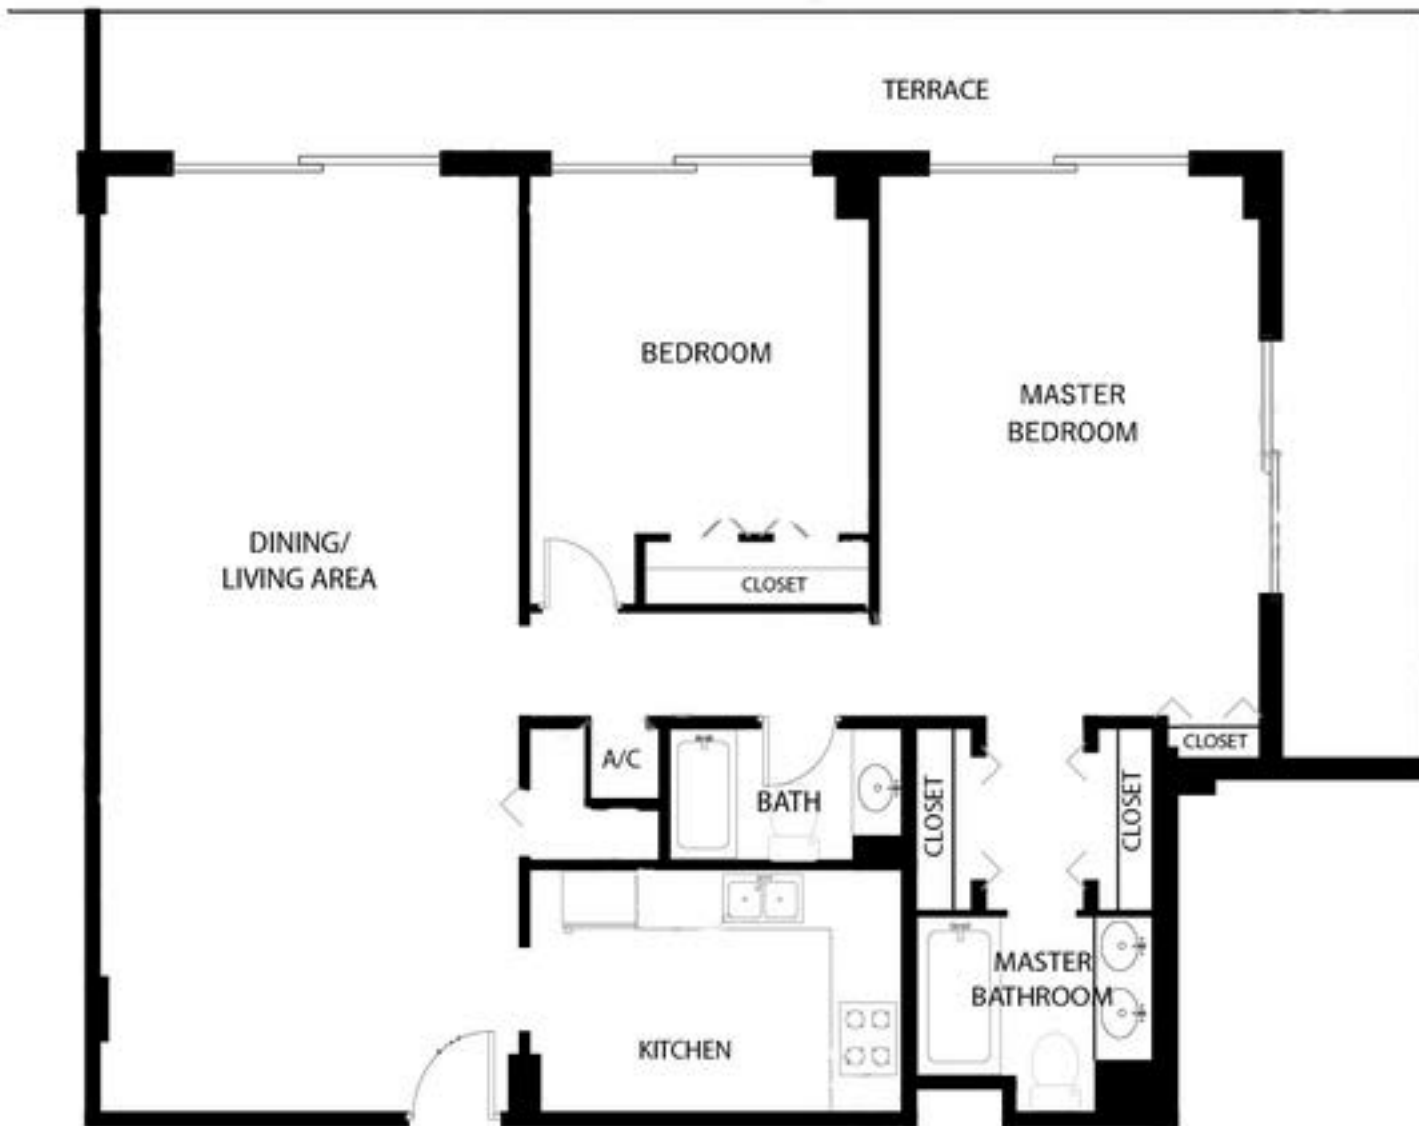 TERRACE
BEDROOM
MASTER
BEDROOM
DINING/
LIVING AREA
CLOSET
A/C
CLOSET
BATH
CLOSET
CLOSET
MASTER
BATHROOM
KITCHEN